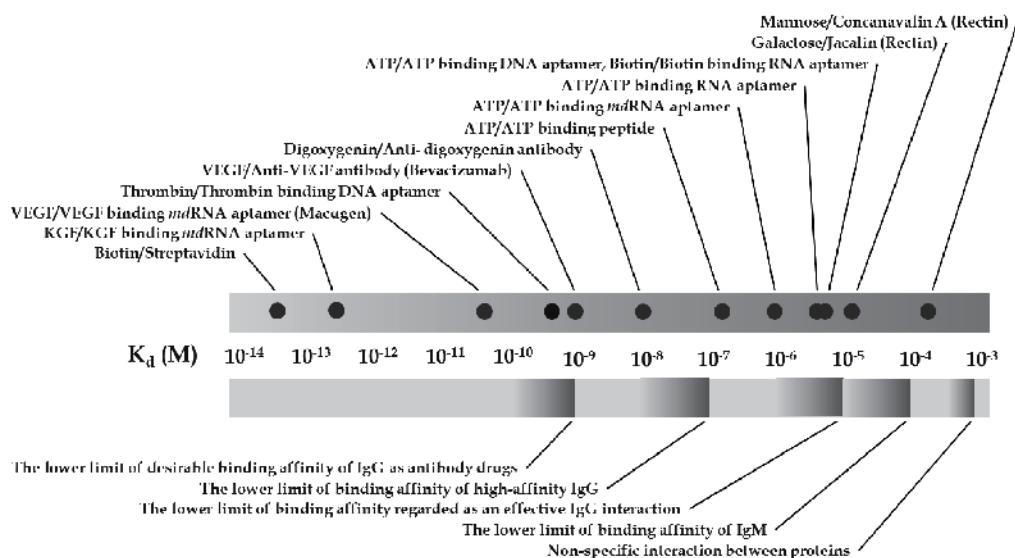 Mannose/Concanavalin A (Rectin)
Galactose/Jacalin (Rectin)
ATP/ATP binding DNA aptamer, Biotin/Biotin binding RNA aptamer
ATP/ATP binding RNA aptamer
ATP/ATP binding mdRNA aptamer
ATP/ATP binding peptide
Digoxygenin/Anti-digoxygenin antibody
VEGF/Anti-VEGF antibody (Bevacizumab)
Thrombin/Thrombin binding DNA aptamer
VEGF/VEGF binding mdRNA aptamer (Macugen)
KGF/KGF binding mdRNA aptamer
Biotin/Streptavidin
K_d (M) 10^-14 10^-13 10^-12 10^-11 10^-10 10^-9 10^-8 10^-7 10^-6 10^-5 10^-4 10^-3
The lower limit of desirable binding affinity of IgG as antibody drugs
The lower limit of binding affinity of high-affinity IgG
The lower limit of binding affinity regarded as an effective IgG interaction
The lower limit of binding affinity of IgM
Non-specific interaction between proteins